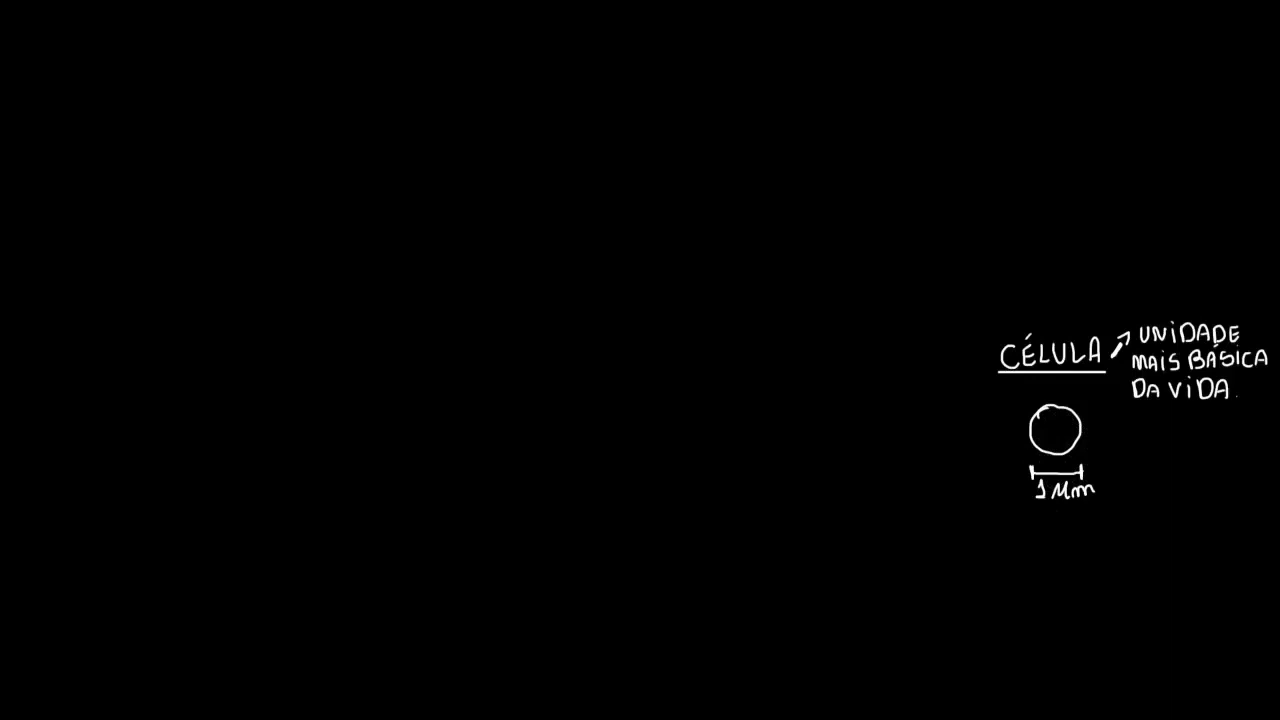 CÉLULA
UNIDADE
MAIS BÁSICA
DA VIDA.
1 µm